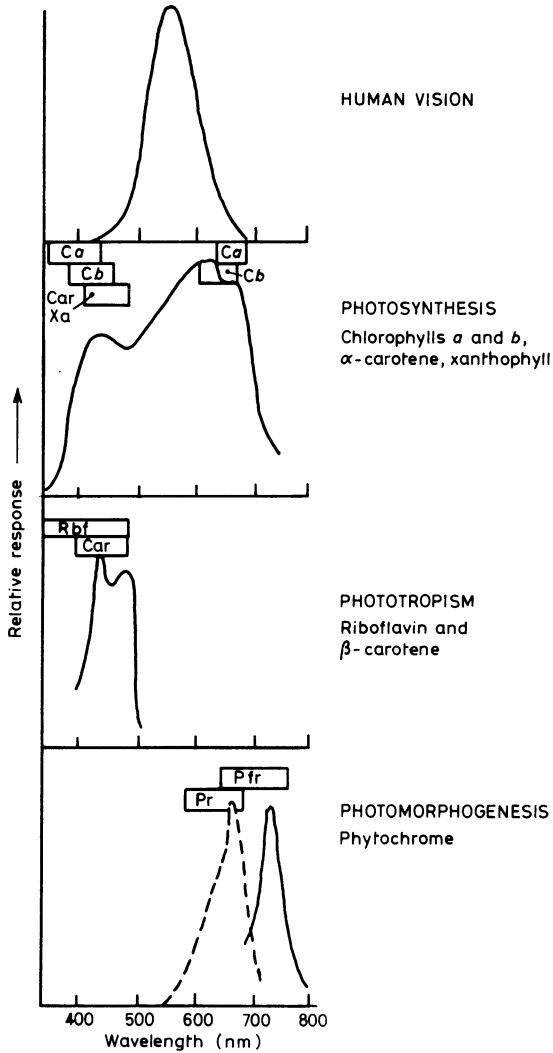 HUMAN VISION
Ca
Ca
Cb
Cb
Car
Xa
PHOTOSYNTHESIS
Chlorophylls a and b,
α-carotene, xanthophyll
Relative response
Rbf
Car
PHOTOTROPISM
Riboflavin and
β-carotene
Pfr
Pr
PHOTOMORPHOGENESIS
Phytochrome
400 500 600 700 800
Wavelength (nm)